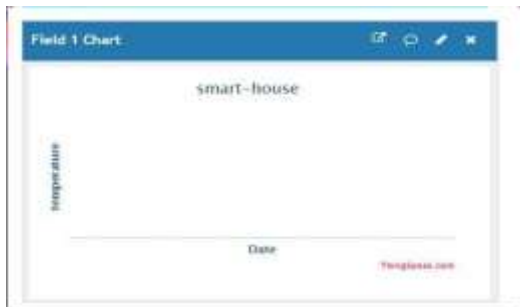 Field 1 Chart
smart-house
temperature
Date
ThingSpeak.com